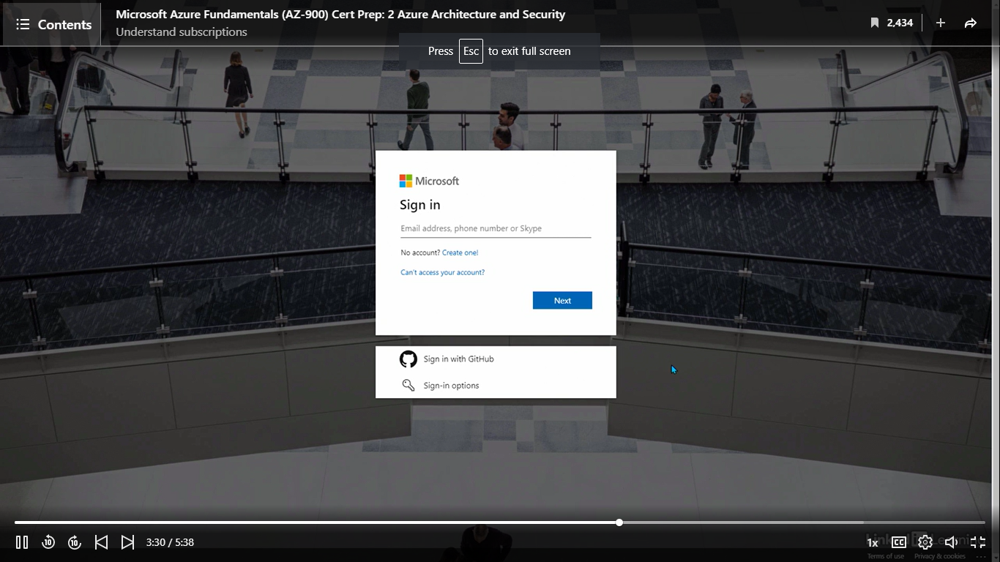 Contents
Microsoft Azure Fundamentals (AZ-900) Cert Prep: 2 Azure Architecture and Security
Understand subscriptions
2,434
Press Esc to exit full screen
Microsoft
Sign in
Email address, phone number or Skype
No account? Create one!
Can't access your account?
Next
Sign in with GitHub
Sign-in options
10
10
3:30 / 5:38
1x
CC
Terms of use Privacy & cookies ...